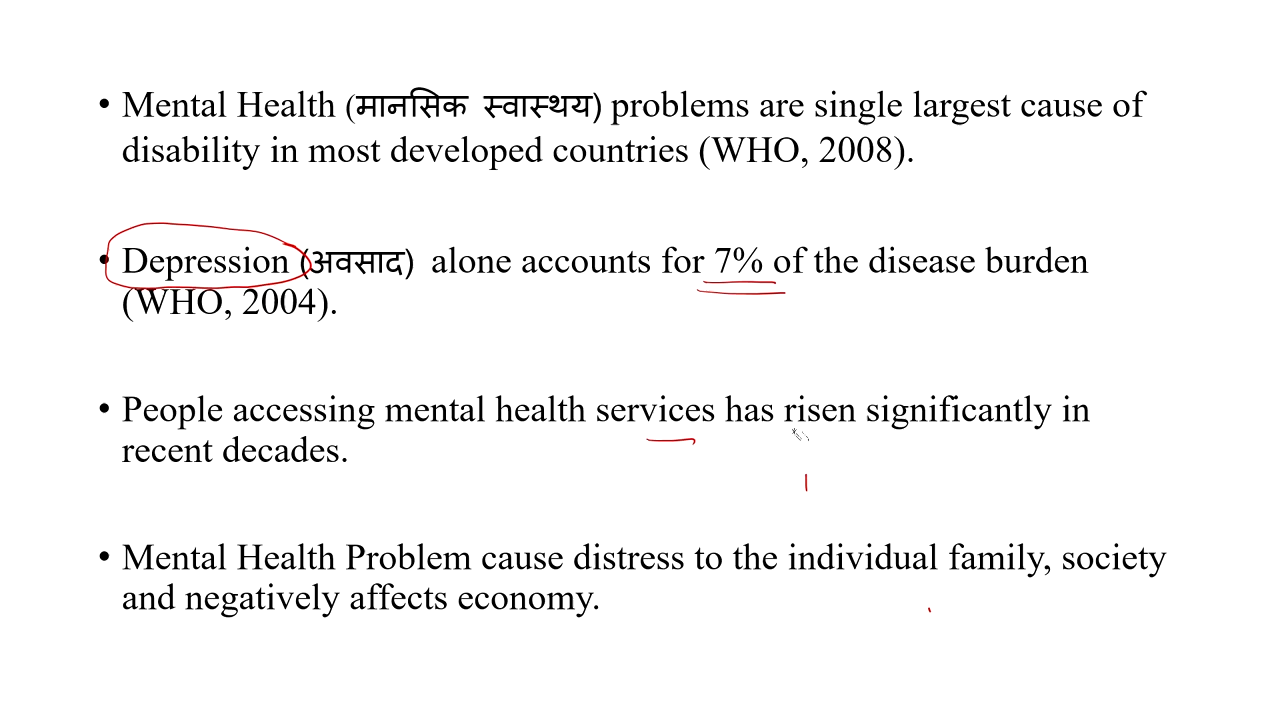 • Mental Health (मानसिक स्वास्थय) problems are single largest cause of
disability in most developed countries (WHO, 2008).
• Depression (अवसाद) alone accounts for 7% of the disease burden
(WHO, 2004).
• People accessing mental health services has risen significantly in
recent decades.
• Mental Health Problem cause distress to the individual family, society
and negatively affects economy.